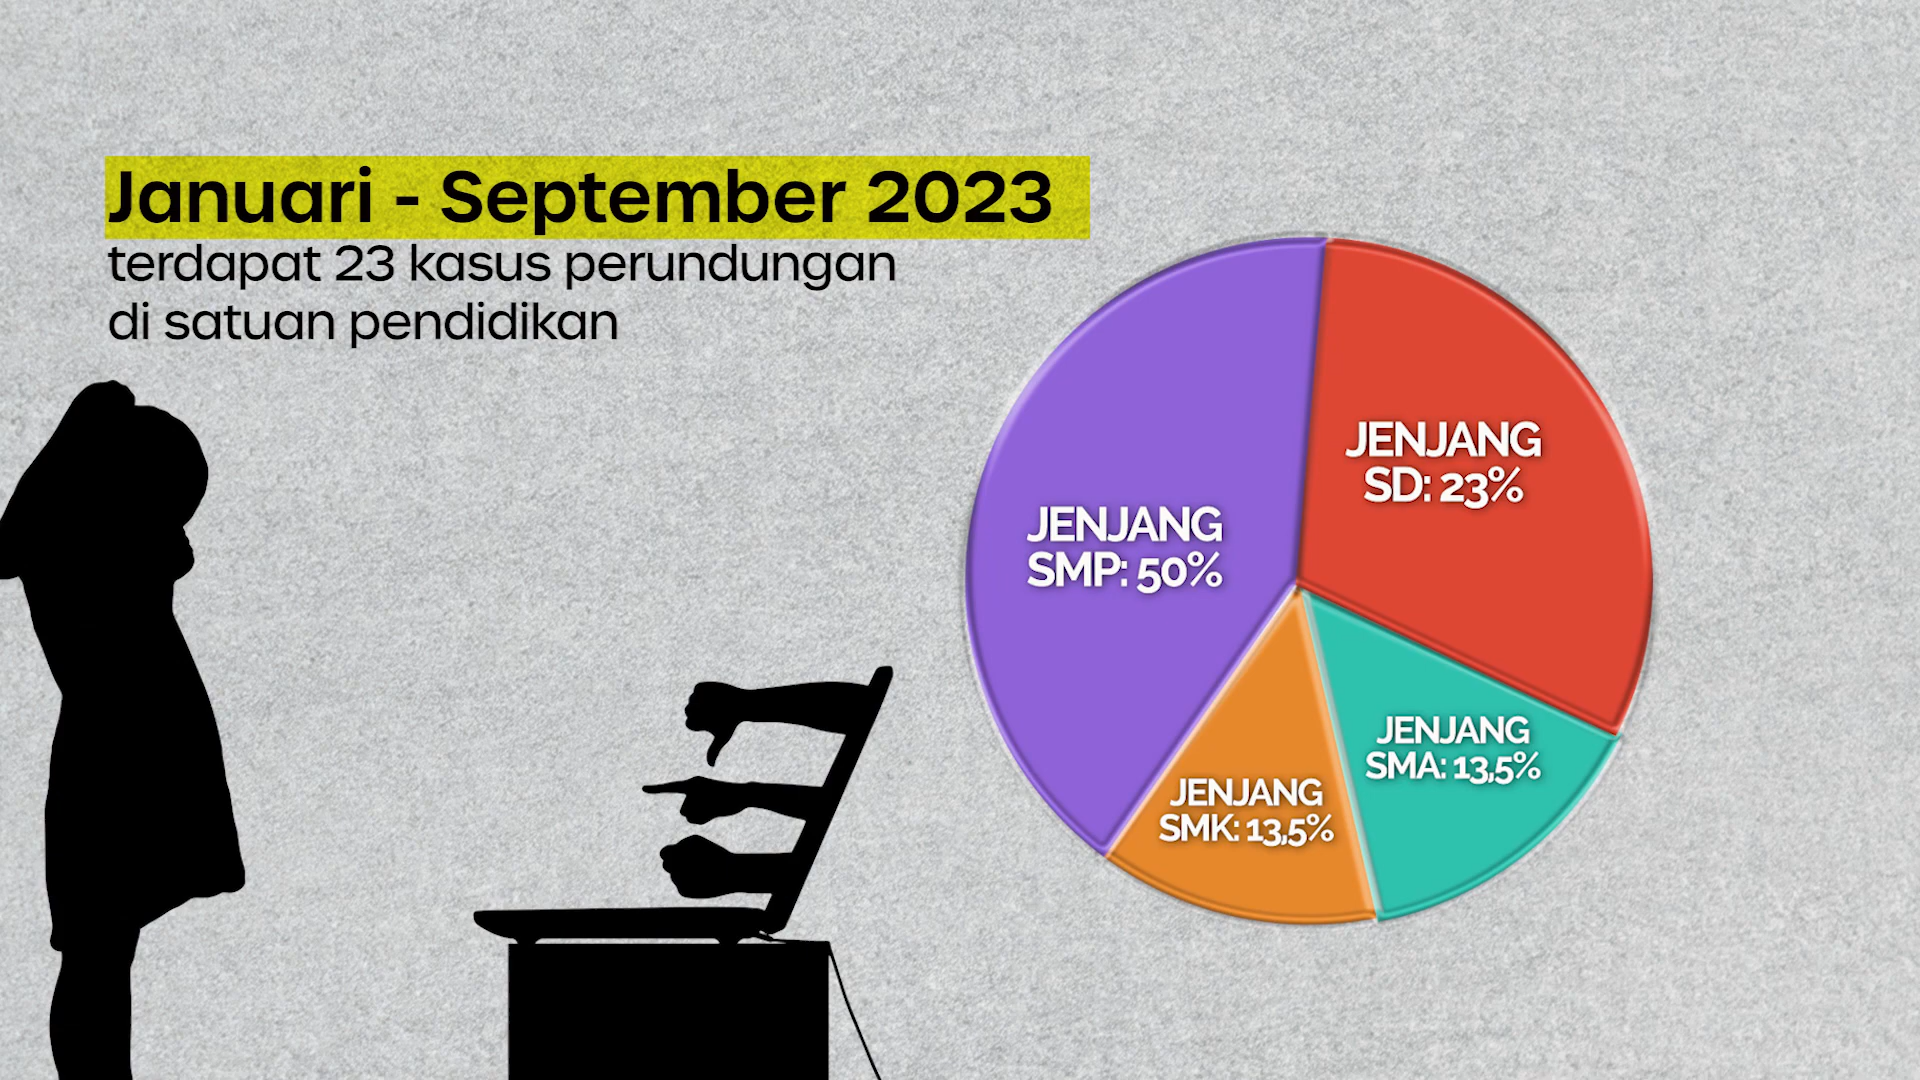 Januari - September 2023
terdapat 23 kasus perundungan
di satuan pendidikan
JENJANG
SD: 23%
JENJANG
SMP: 50%
JENJANG
SMA: 13,5%
JENJANG
SMK: 13,5%